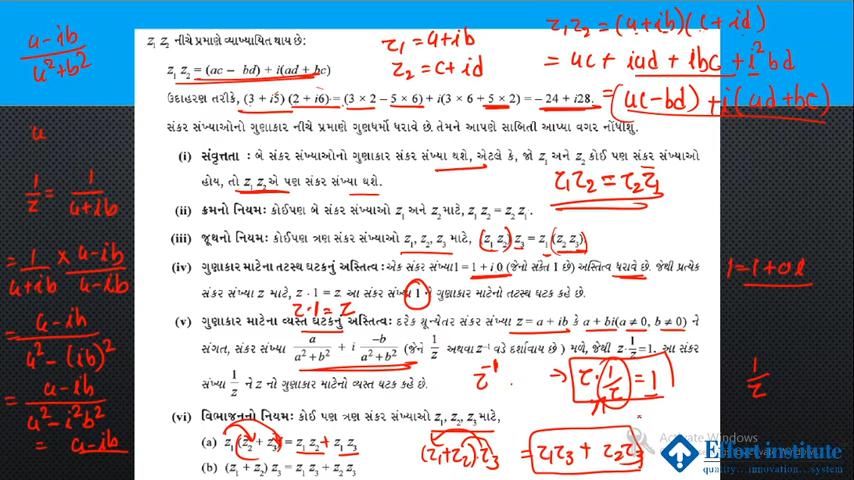 z₁ z₂ નીચે પ્રમાણે વ્યાખ્યાયિત થાય છે:
z₁ z₂ = (ac – bd) + i(ad + bc)
ઉદાહરણ તરીકે, (3 + i5) (2 + i6) = (3 × 2 – 5 × 6) + i(3 × 6 + 5 × 2) = – 24 + i28.
સંકર સંખ્યાઓનો ગુણાકાર નીચે પ્રમાણે ગુણધર્મો ધરાવે છે. તેમને આપણે સાબિતી આપ્યા વગર નોંધીશું.
(i) સંવૃત્તતા : બે સંકર સંખ્યાઓનો ગુણાકાર સંકર સંખ્યા થશે, એટલે કે, જો z₁ અને z₂ કોઈ પણ સંકર સંખ્યાઓ
હોય, તો z₁ z₂ એ પણ સંકર સંખ્યા થશે.
(ii) ક્રમનો નિયમ: કોઈપણ બે સંકર સંખ્યાઓ z₁ અને z₂ માટે, z₁ z₂ = z₂ z₁.
(iii) જૂથનો નિયમ: કોઈપણ ત્રણ સંકર સંખ્યાઓ z₁, z₂, z₃ માટે, (z₁ z₂) z₃ = z₁ (z₂ z₃).
(iv) ગુણાકાર માટેના તટસ્થ ઘટકનું અસ્તિત્વ: એક સંકર સંખ્યા 1 = 1 + i0 (જેનો સંકેત 1 છે) અસ્તિત્વ ધરાવે છે. જેથી પ્રત્યેક
સંકર સંખ્યા z માટે, z · 1 = z આ સંકર સંખ્યા 1 ને ગુણાકાર માટેનો તટસ્થ ઘટક કહે છે.
(v) ગુણાકાર માટેના વ્યસ્ત ઘટકનું અસ્તિત્વ: દરેક શૂન્યેતર સંકર સંખ્યા z = a + ib કે a + bi(a ≠ 0, b ≠ 0) ને
સંગત, સંકર સંખ્યા a/(a² + b²) + i –b/(a² + b²) (જેને 1/z અથવા z⁻¹ વડે દર્શાવાય છે) મળે, જેથી z · 1/z = 1. આ સંકર
સંખ્યા 1/z ને z નો ગુણાકાર માટેનો વ્યસ્ત ઘટક કહે છે.
(vi) વિભાજનનો નિયમ: કોઈ પણ ત્રણ સંકર સંખ્યાઓ z₁, z₂, z₃ માટે,
(a) z₁ (z₂ + z₃) = z₁ z₂ + z₁ z₃
(b) (z₁ + z₂) z₃ = z₁ z₃ + z₂ z₃
z₁ = a+ib
z₂ = c+id
z₁z₂ = (a+ib)(c+id)
= ac + iad + ibc + i²bd
= (ac-bd) + i(ad+bc)
z₁z₂ = z₂z₁
1 = 1+0i
z·1 = z
z⁻¹.
⇒ z·1/z = 1
1/z
(z₁+z₂)z₃ = z₁z₃ + z₂z₃
a-ib/a²+b²
a
1/z = 1/a+ib
= 1/a+ib × a-ib/a-ib
= a-ib/a²-(ib)²
= a-ib/a²-i²b²
= a-ib
Activate Windows
Effort institute
quality...innovation...system